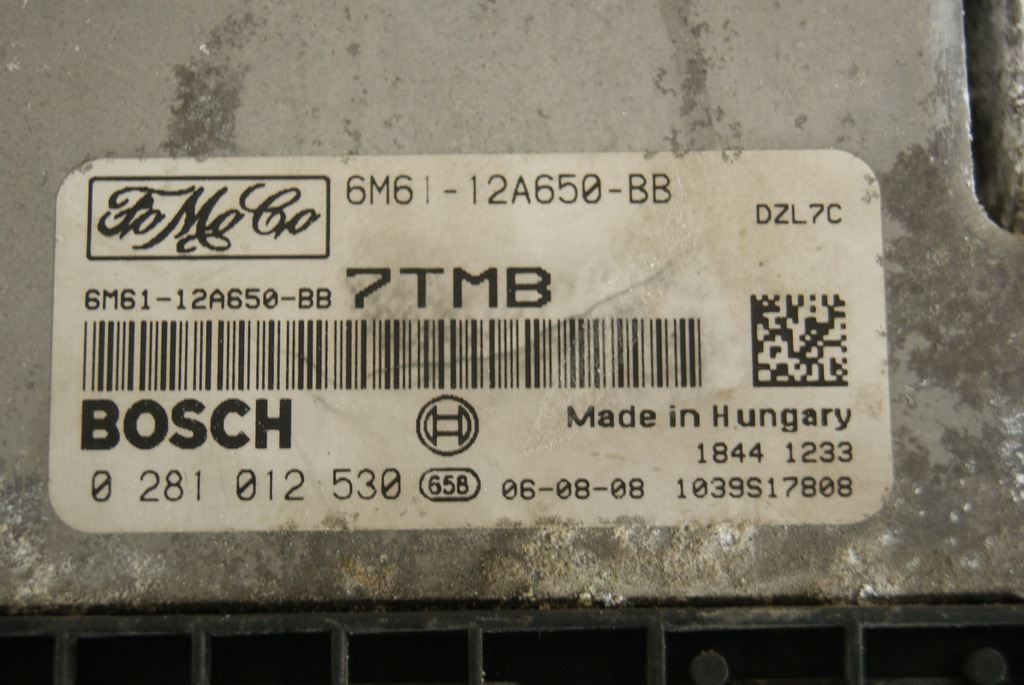 FoMoCo 6M61-12A650-BB
DZL7C
6M61-12A650-BB 7TMB
BOSCH
Made in Hungary
1844 1233
0 281 012 530 65B 06-08-08 1039S17808